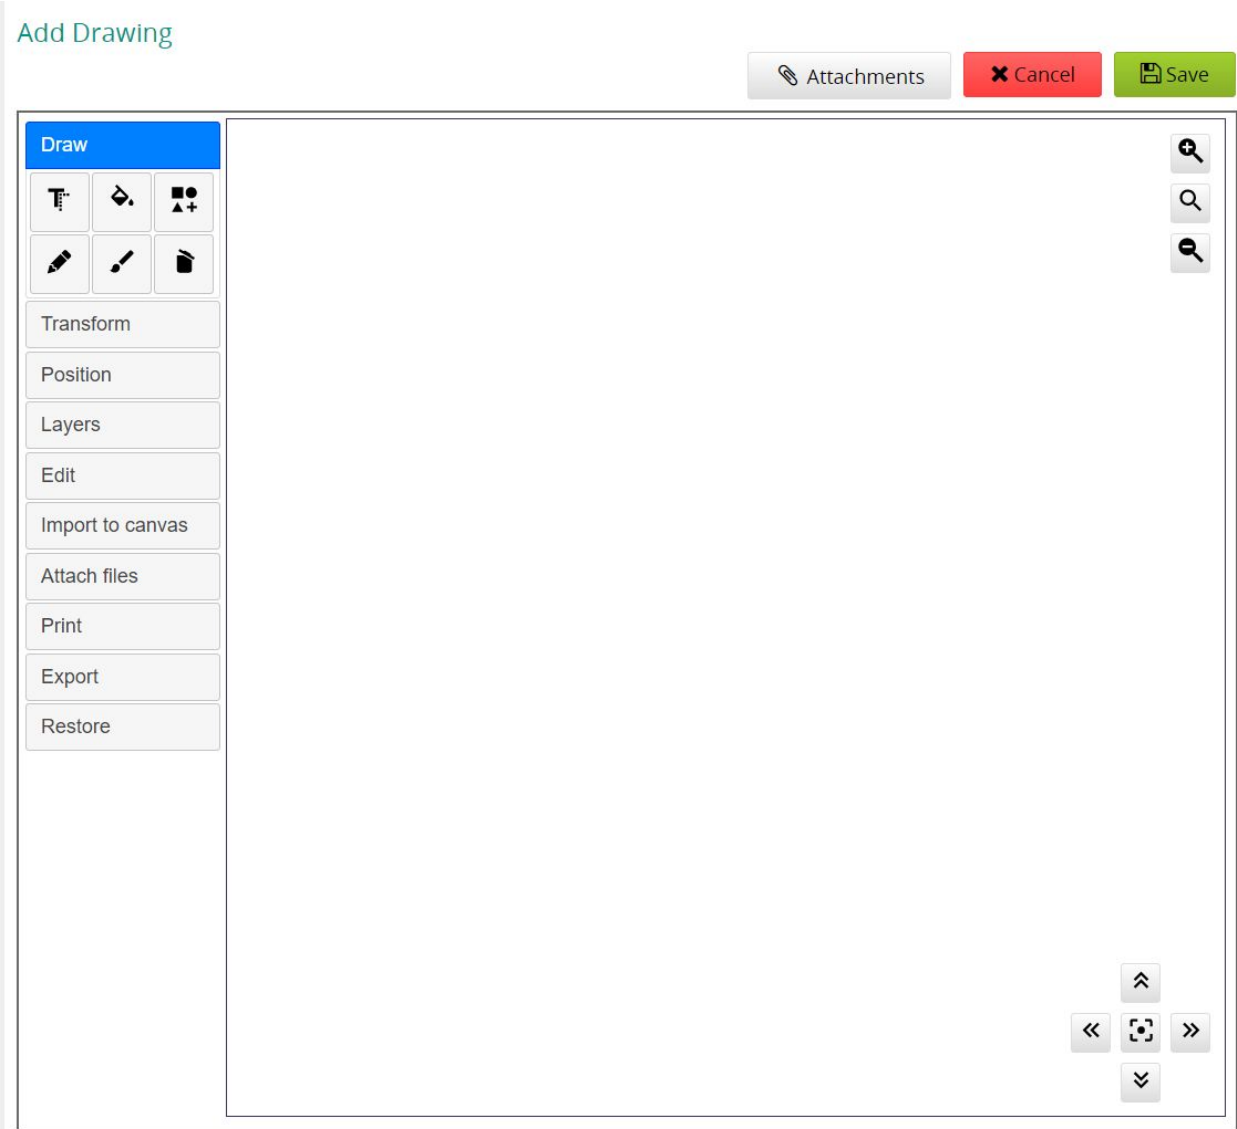 Add Drawing
Attachments
Cancel
Save
Draw
Transform
Position
Layers
Edit
Import to canvas
Attach files
Print
Export
Restore